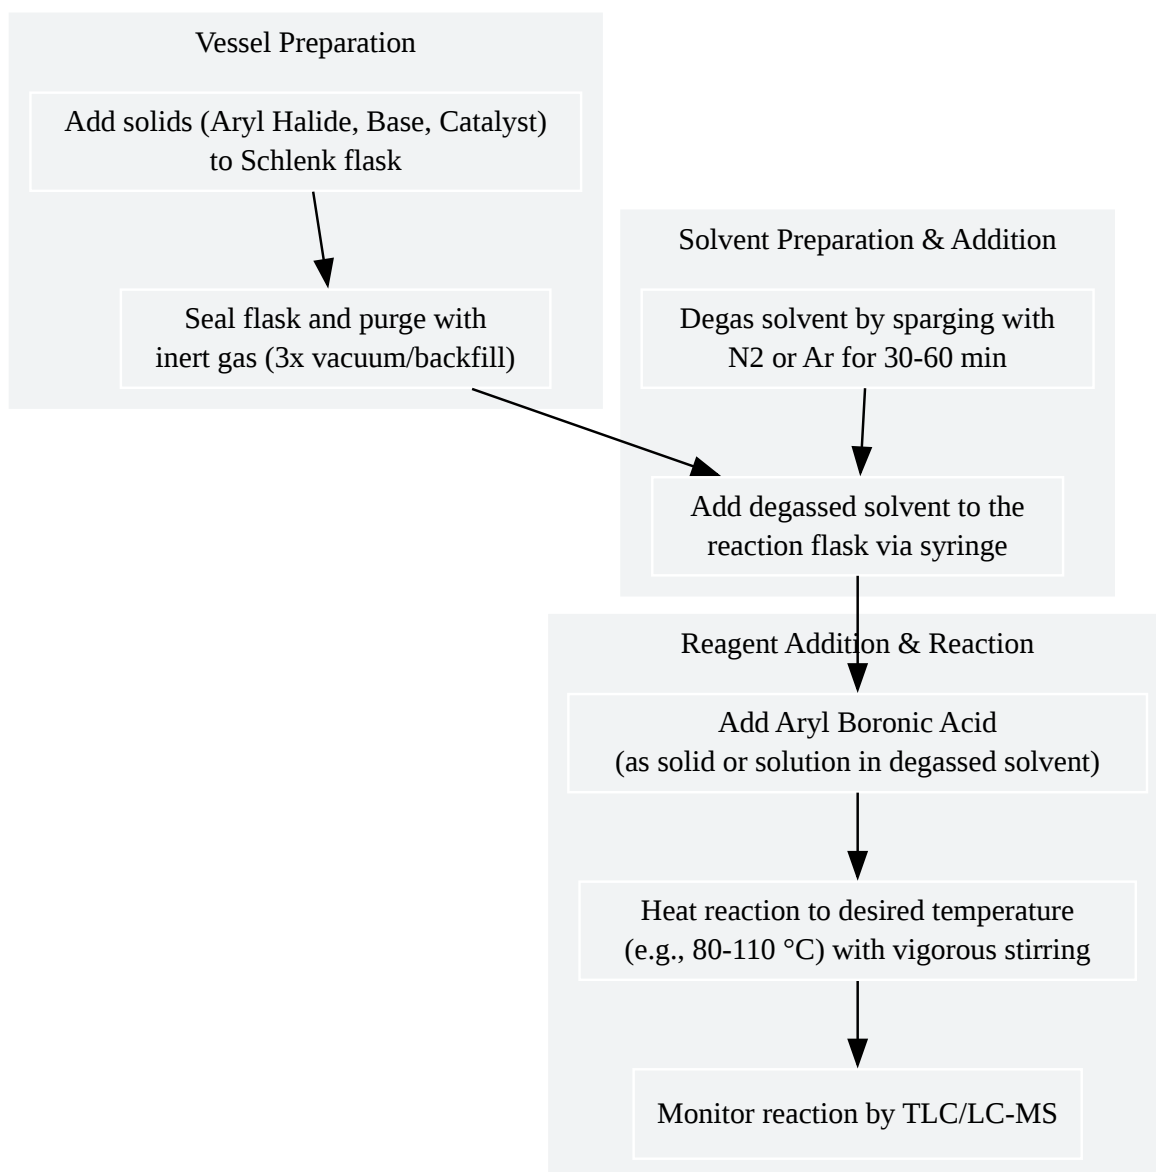 Vessel Preparation
Add solids (Aryl Halide, Base, Catalyst)
to Schlenk flask
Seal flask and purge with
inert gas (3x vacuum/backfill)
Solvent Preparation & Addition
Degas solvent by sparging with
N2 or Ar for 30-60 min
Add degassed solvent to the
reaction flask via syringe
Reagent Addition & Reaction
Add Aryl Boronic Acid
(as solid or solution in degassed solvent)
Heat reaction to desired temperature
(e.g., 80-110 °C) with vigorous stirring
Monitor reaction by TLC/LC-MS